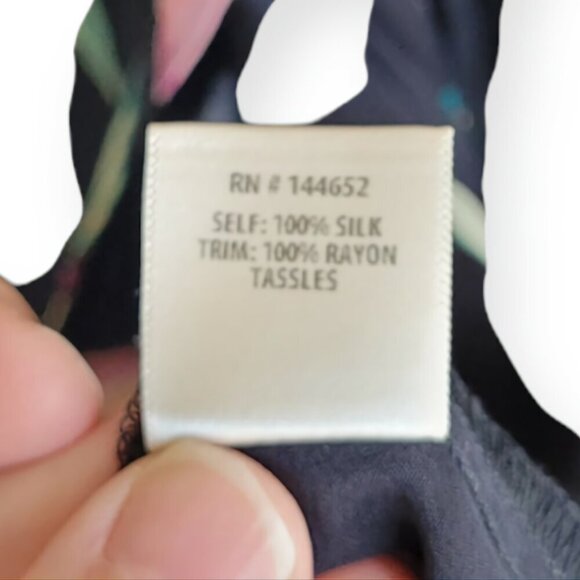 RN # 144652
SELF: 100% SILK
TRIM: 100% RAYON
TASSLES